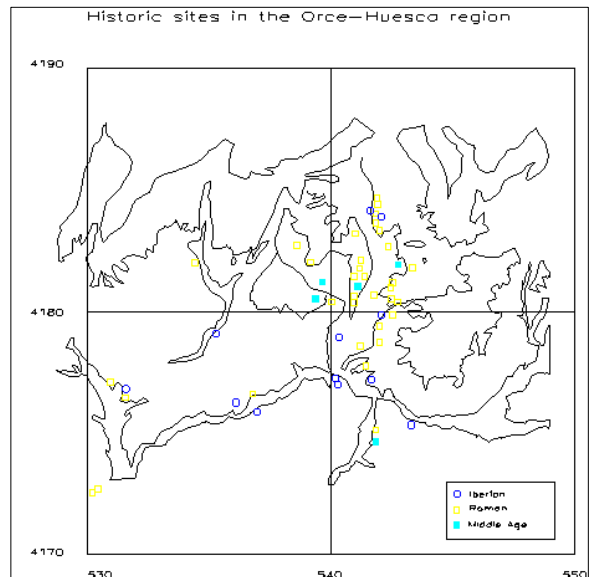 Historic sites in the Orce-Huesca region
4190
4180
4170
530
540
550
Iberian
Roman
Middle Age